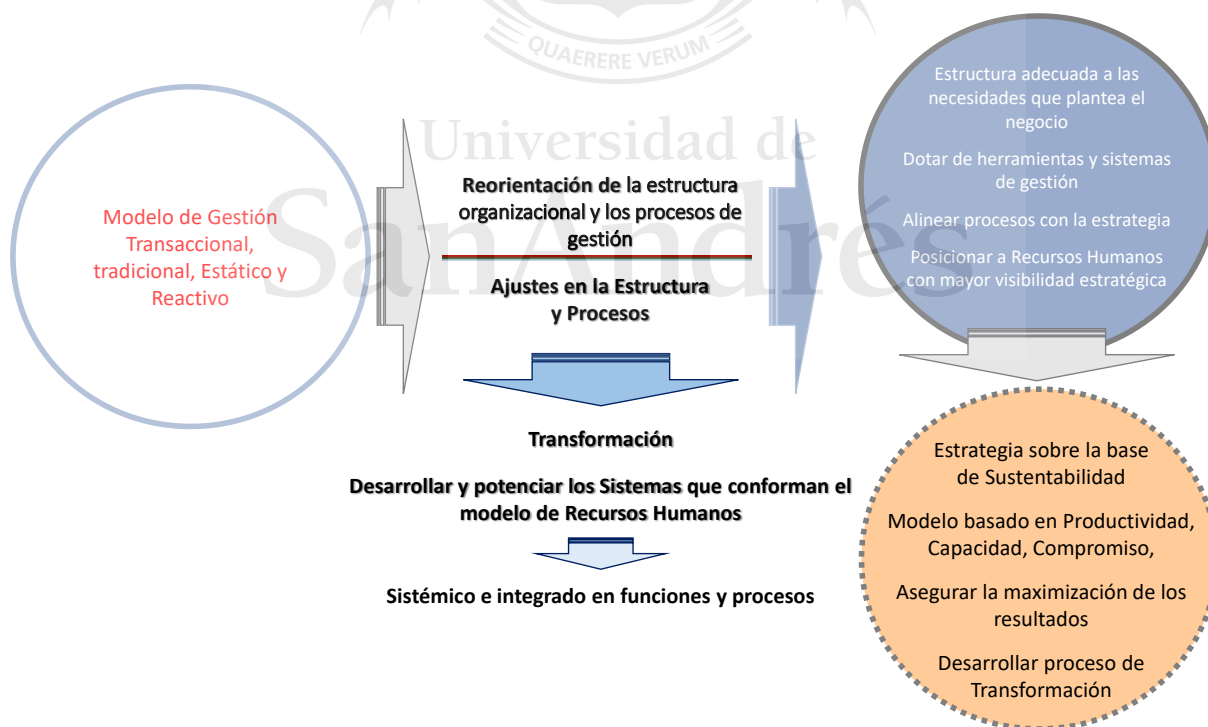 QUAERERE VERUM
Universidad de
SanAndrés
Modelo de Gestión
Transaccional,
tradicional, Estático y
Reactivo
Reorientación de la estructura
organizacional y los procesos de
gestión
Ajustes en la Estructura
y Procesos
Transformación
Desarrollar y potenciar los Sistemas que conforman el
modelo de Recursos Humanos
Sistémico e integrado en funciones y procesos
Estructura adecuada a las
necesidades que plantea el
negocio
Dotar de herramientas y sistemas
de gestión
Alinear procesos con la estrategia
Posicionar a Recursos Humanos
con mayor visibilidad estratégica
Estrategia sobre la base
de Sustentabilidad
Modelo basado en Productividad,
Capacidad, Compromiso,
Asegurar la maximización de los
resultados
Desarrollar proceso de
Transformación